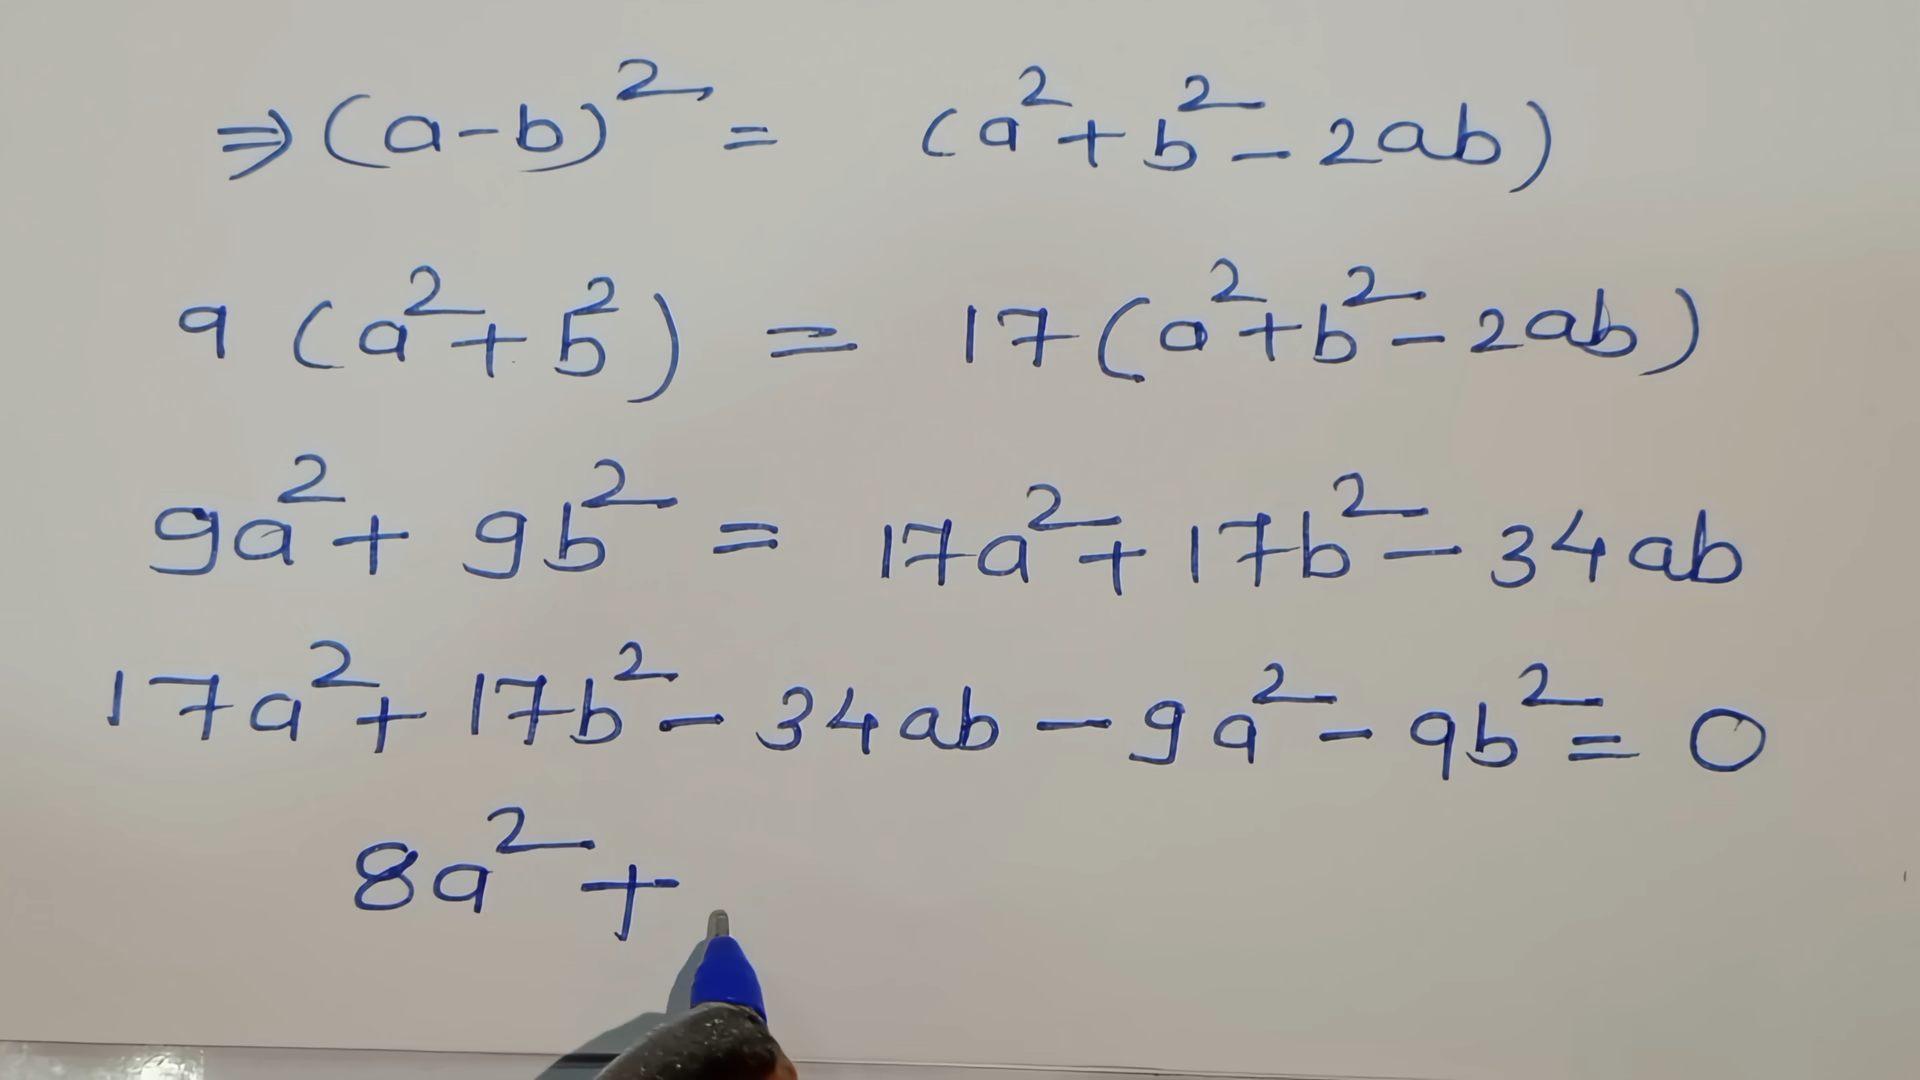 ⇒ (a-b)² = (a² + b² - 2ab)
9 (a² + b²) = 17 (a² + b² - 2ab)
9a² + 9b² = 17a² + 17b² - 34ab
17a² + 17b² - 34ab - 9a² - 9b² = 0
8a² +